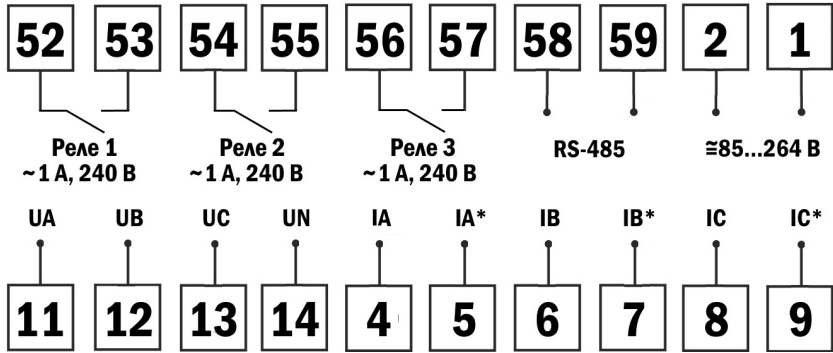 52 53 54 55 56 57 58 59 2 1
Реле 1 Реле 2 Реле 3 RS-485 ≅85...264 В
~1 А, 240 В ~1 А, 240 В ~1 А, 240 В
UA UB UC UN IA IA* IB IB* IC IC*
11 12 13 14 4 5 6 7 8 9